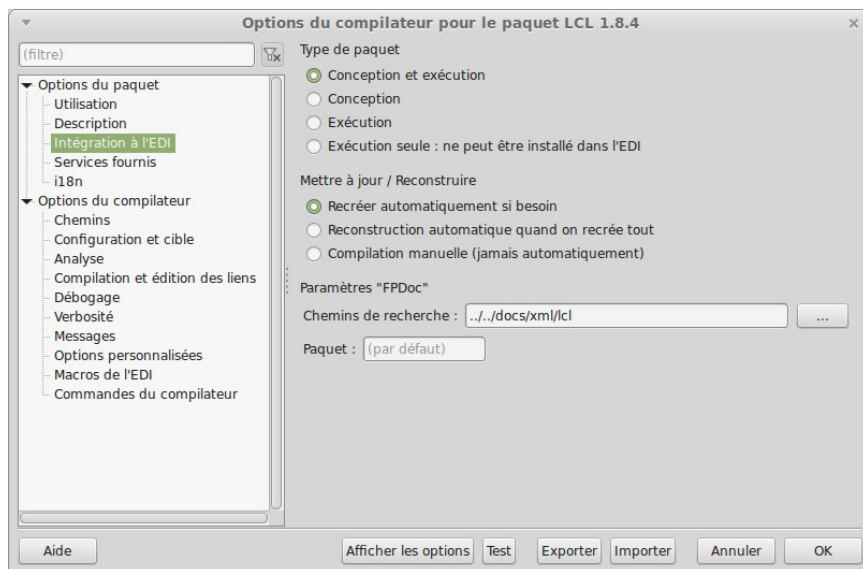 Options du compilateur pour le paquet LCL 1.8.4
(filtre)
Options du paquet
Utilisation
Description
Intégration à l'EDI
Services fournis
i18n
Options du compilateur
Chemins
Configuration et cible
Analyse
Compilation et édition des liens
Débogage
Verbosité
Messages
Options personnalisées
Macros de l'EDI
Commandes du compilateur
Type de paquet
Conception et exécution
Conception
Exécution
Exécution seule : ne peut être installé dans l'EDI
Mettre à jour / Reconstruire
Recréer automatiquement si besoin
Reconstruction automatique quand on recrée tout
Compilation manuelle (jamais automatiquement)
Paramètres "FPDoc"
Chemins de recherche : ../../docs/xml/lcl ...
Paquet : (par défaut)
Aide Afficher les options Test Exporter Importer Annuler OK